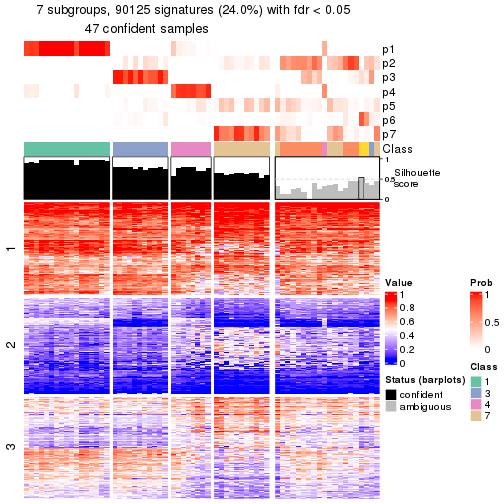 7 subgroups, 90125 signatures (24.0%) with fdr < 0.05
47 confident samples
p1
p2
p3
p4
p5
p6
p7
Class
1
0.5
0
Silhouette
score
1
2
3
Value
1
0.8
0.6
0.4
0.2
0
Status (barplots)
confident
ambiguous
Prob
1
0.5
0
Class
1
3
4
7